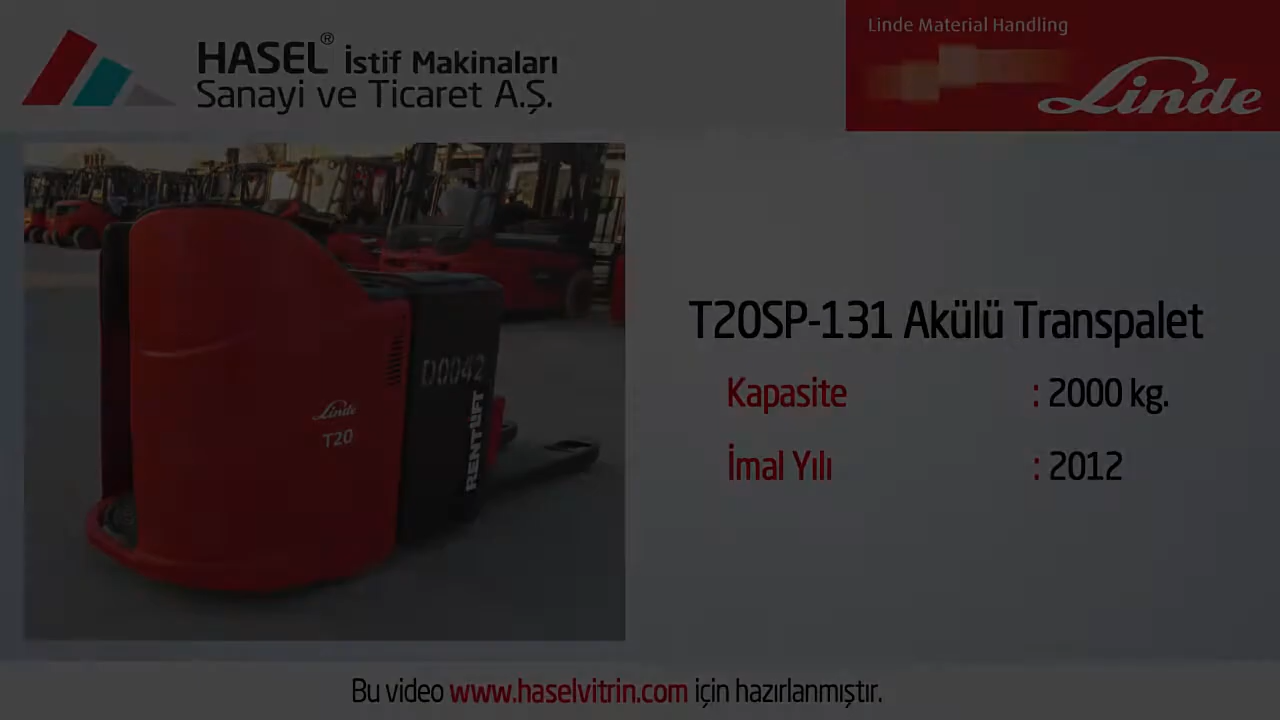 HASEL® İstif Makinaları
Sanayi ve Ticaret A.Ş.
Linde Material Handling
Linde
D0042
Linde
T20
RENTLIFT
T20SP-131 Akülü Transpalet
Kapasite : 2000 kg.
İmal Yılı : 2012
Bu video www.haselvitrin.com için hazırlanmıştır.